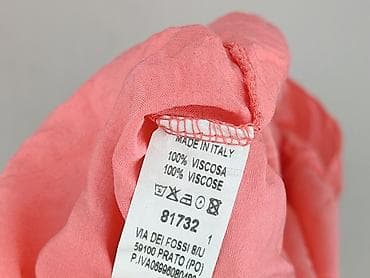 MADE IN ITALY
100% VISCOSA
100% VISCOSE
81732 1
VIA DEI FOSSI 8/U
59100 PRATO (PO)